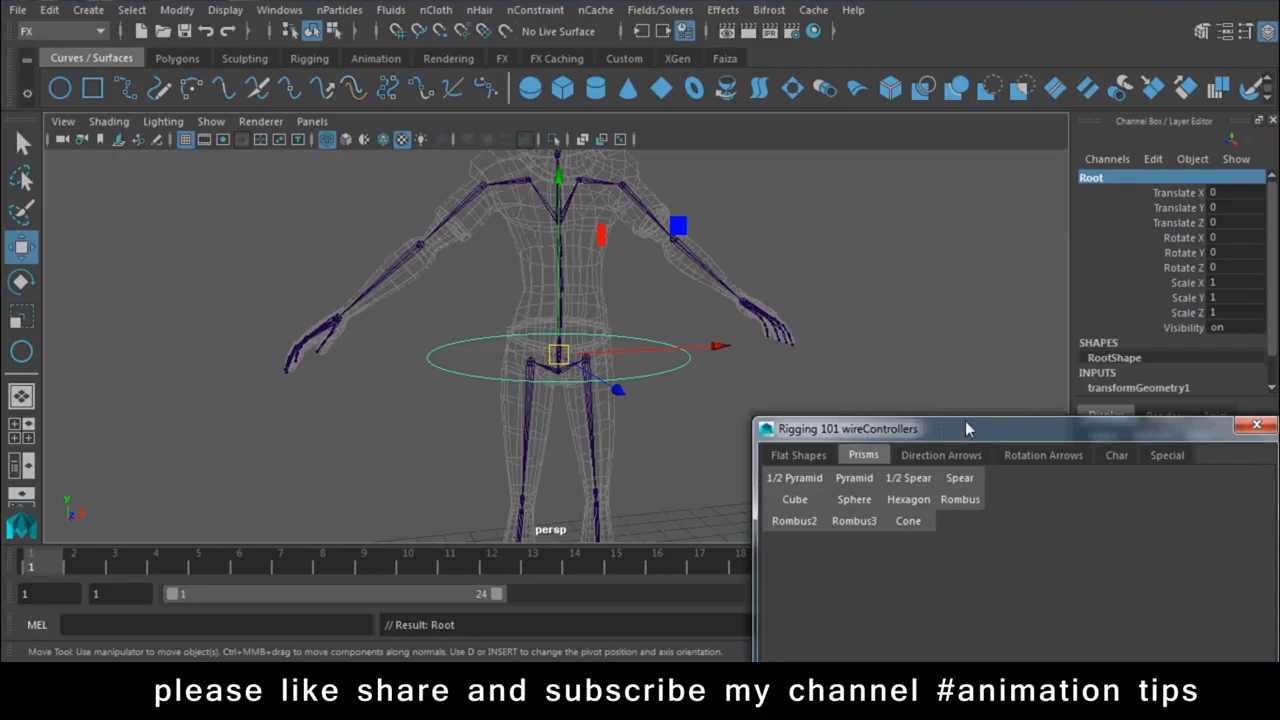 File Edit Create Select Modify Display Windows nParticles Fluids nCloth nHair nConstraint nCache Fields/Solvers Effects Bifrost Cache Help
FX No Live Surface
Curves / Surfaces Polygons Sculpting Rigging Animation Rendering FX FX Caching Custom XGen Faiza
View Shading Lighting Show Renderer Panels
Channel Box / Layer Editor
Channels Edit Object Show
Root
Translate X 0
Translate Y 0
Translate Z 0
Rotate X 0
Rotate Y 0
Rotate Z 0
Scale X 1
Scale Y 1
Scale Z 1
Visibility on
SHAPES
RootShape
INPUTS
transformGeometry1
Display
Rigging 101 wireControllers
Flat Shapes Prisms Direction Arrows Rotation Arrows Char Special
1/2 Pyramid Pyramid 1/2 Spear Spear
Cube Sphere Hexagon Rombus
Rombus2 Rombus3 Cone
y
z x
persp
1 2 3 4 5 6 7 8 9 10 11 12 13 14 15 16 17 18
1
1 1 1 24
MEL // Result: Root
Move Tool: Use manipulator to move object(s). Ctrl+MMB+drag to move components along normals. Use D or INSERT to change the pivot position and axis orientation.
please like share and subscribe my channel #animation tips